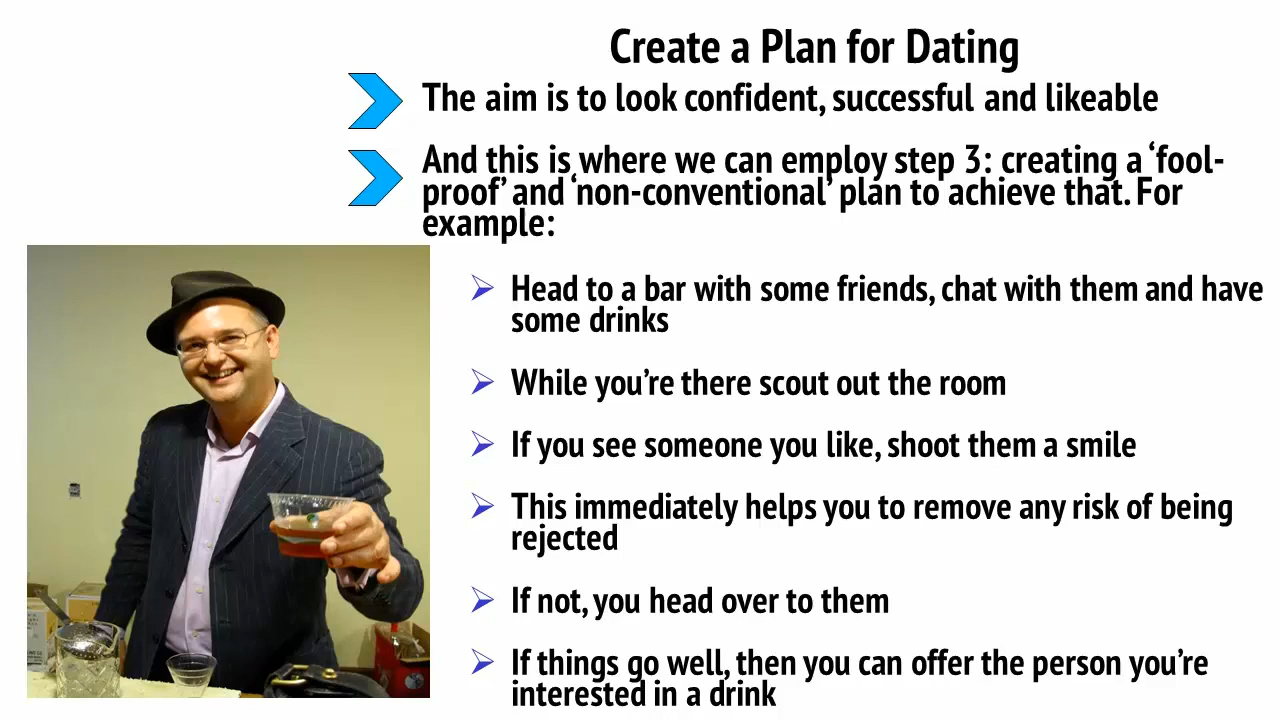 Create a Plan for Dating
The aim is to look confident, successful and likeable
And this is where we can employ step 3: creating a ‘fool-
proof’ and ‘non-conventional’ plan to achieve that. For
example:
Head to a bar with some friends, chat with them and have
some drinks
While you’re there scout out the room
If you see someone you like, shoot them a smile
This immediately helps you to remove any risk of being
rejected
If not, you head over to them
If things go well, then you can offer the person you’re
interested in a drink